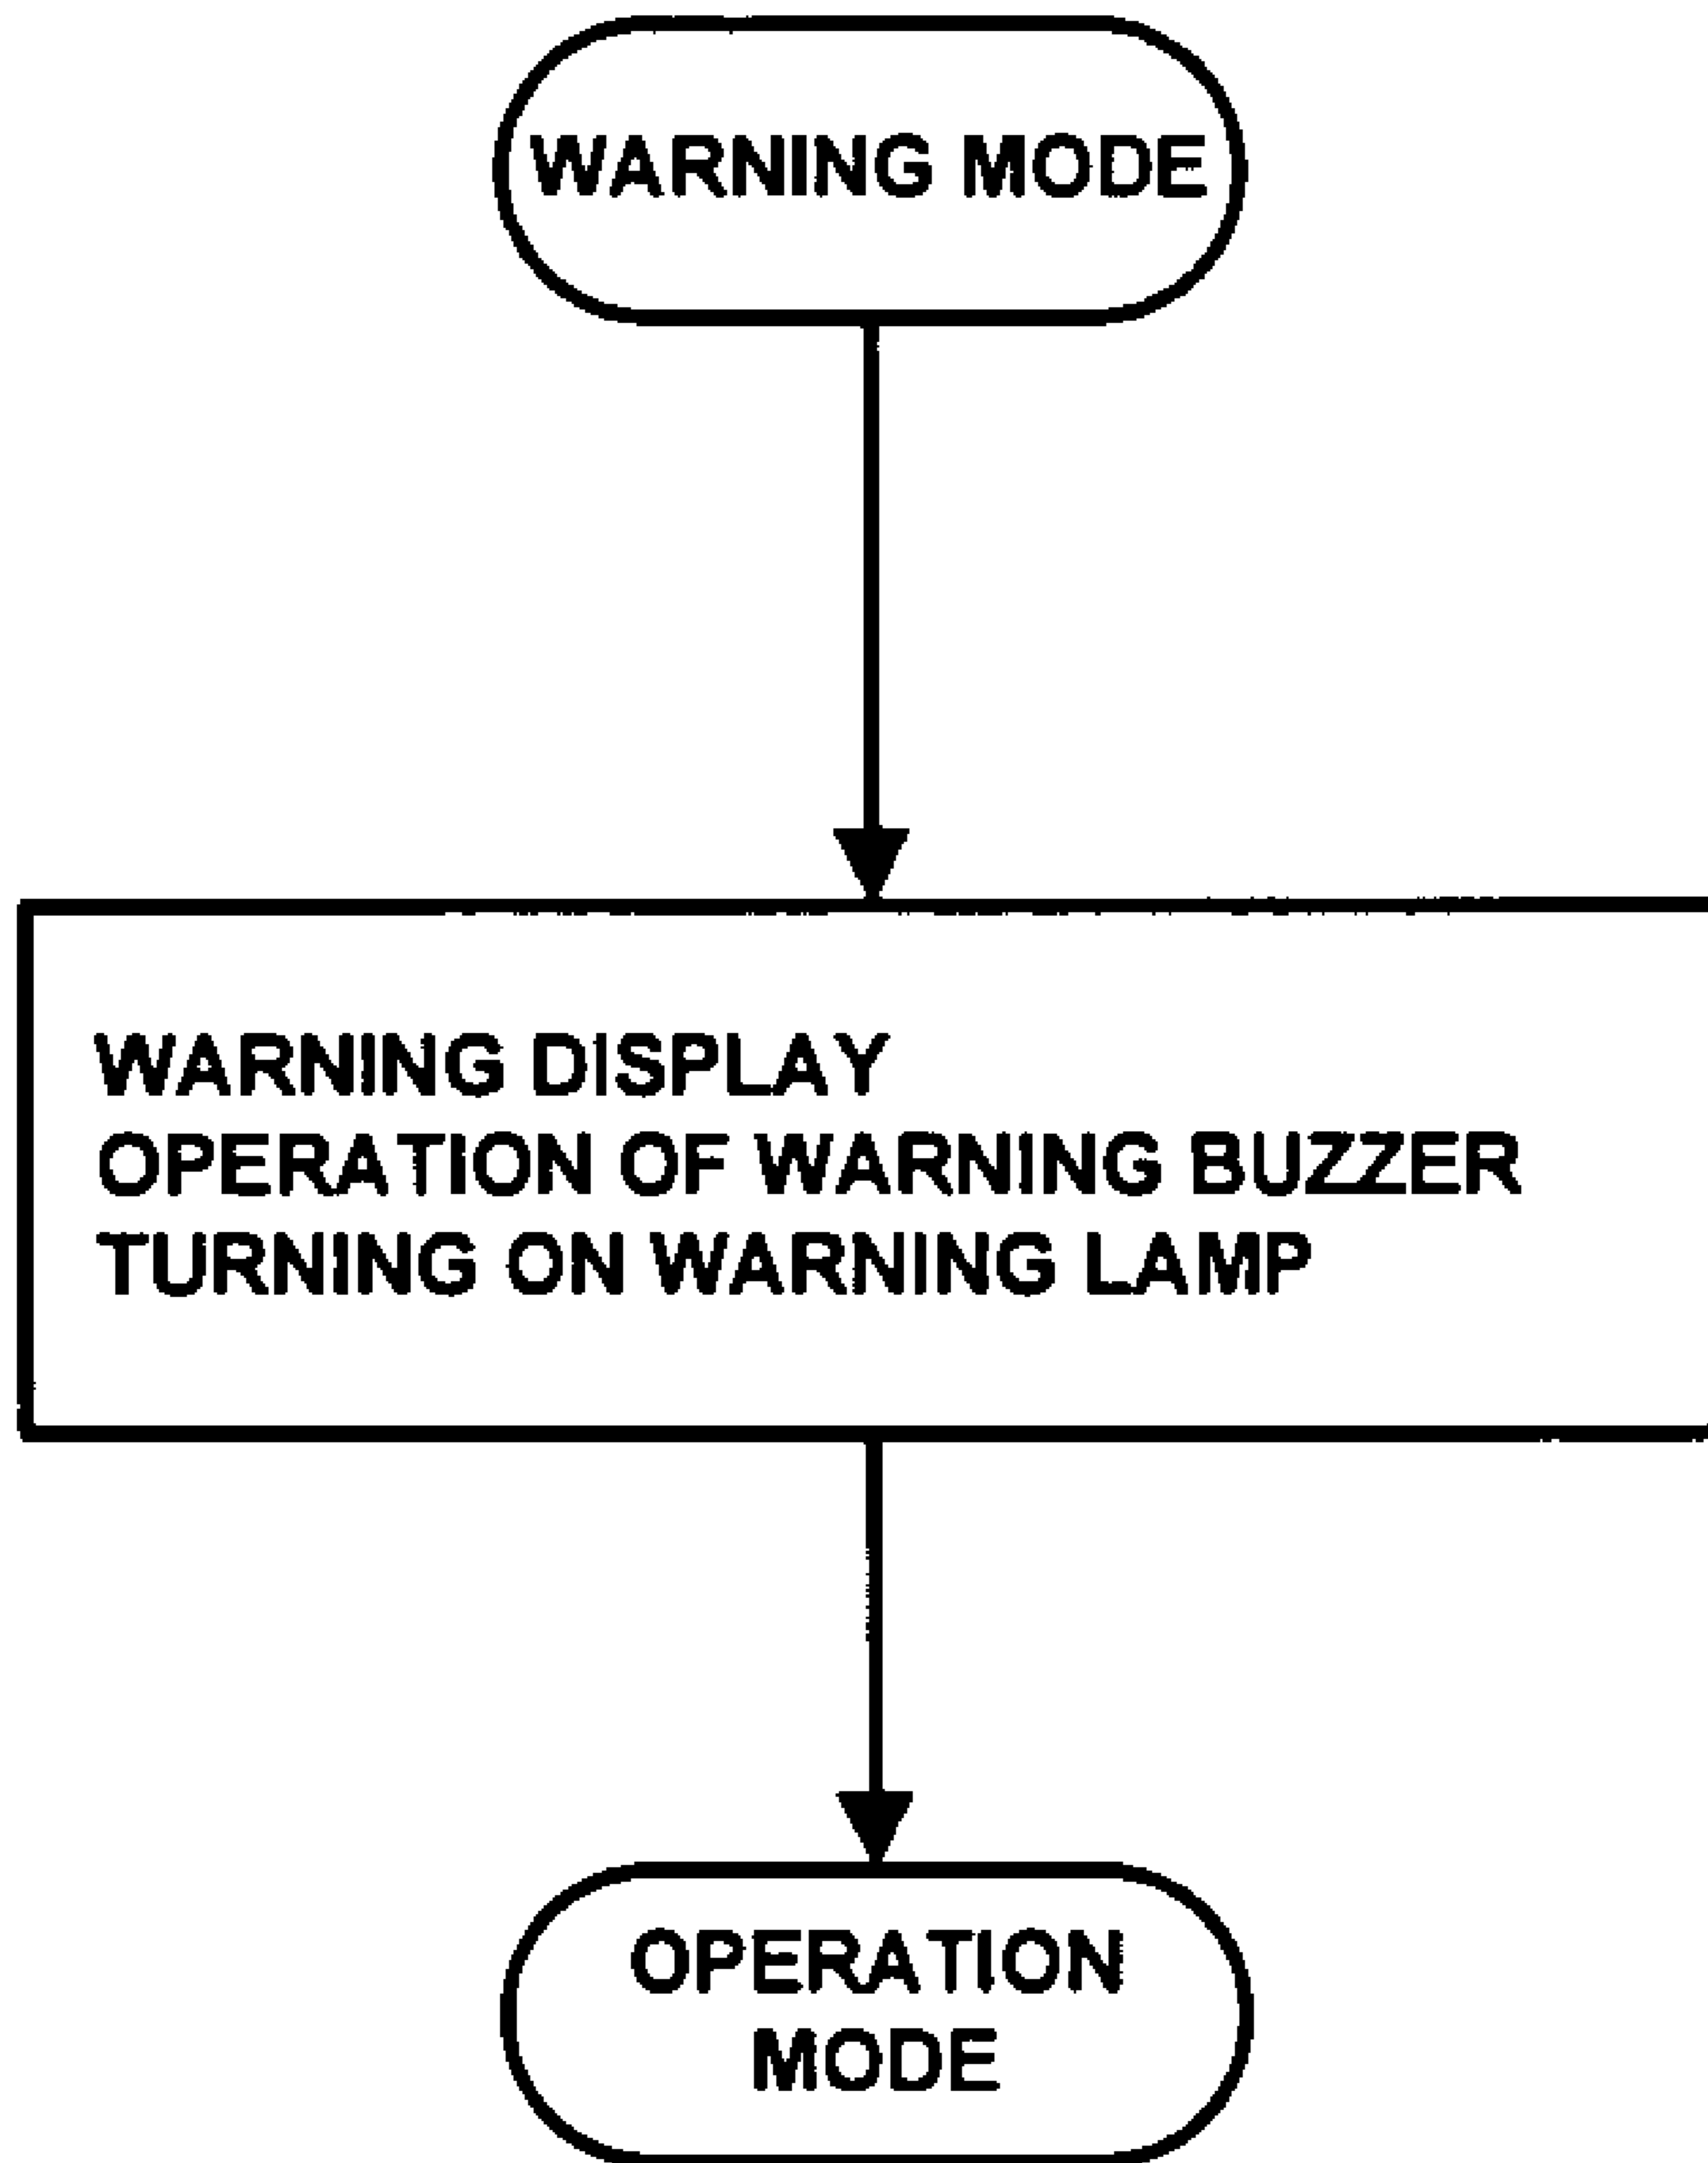 WARNING MODE
WARNING DISPLAY
OPERATION OF WARNING BUZZER
TURNING ON WARNING LAMP
OPERATION
MODE